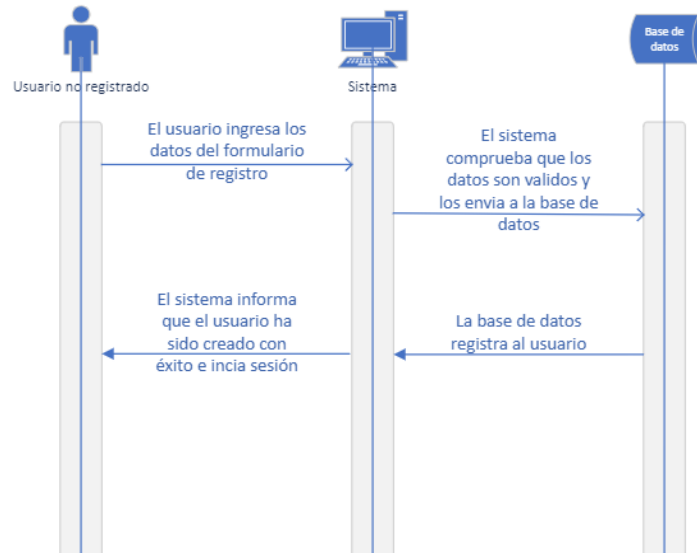 Base de
datos
Usuario no registrado
Sistema
El usuario ingresa los
datos del formulario
de registro
El sistema
comprueba que los
datos son validos y
los envia a la base de
datos
El sistema informa
que el usuario ha
sido creado con
éxito e incia sesión
La base de datos
registra al usuario